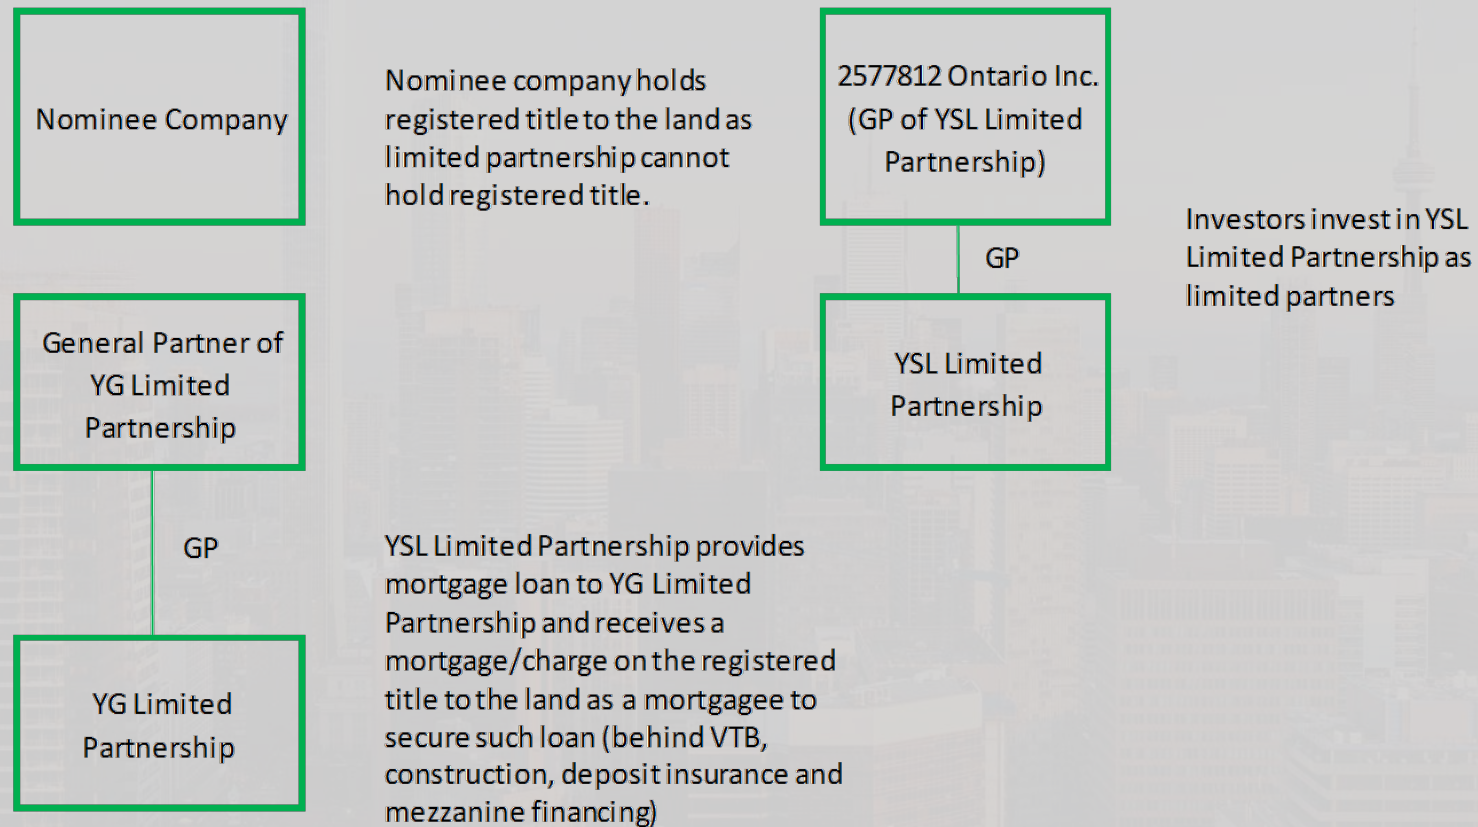 Nominee Company
Nominee company holds
registered title to the land as
limited partnership cannot
hold registered title.
2577812 Ontario Inc.
(GP of YSL Limited
Partnership)
GP
Investors invest in YSL
Limited Partnership as
limited partners
General Partner of
YG Limited
Partnership
YSL Limited
Partnership
GP
YSL Limited Partnership provides
mortgage loan to YG Limited
Partnership and receives a
mortgage/charge on the registered
title to the land as a mortgagee to
secure such loan (behind VTB,
construction, deposit insurance and
mezzanine financing)
YG Limited
Partnership